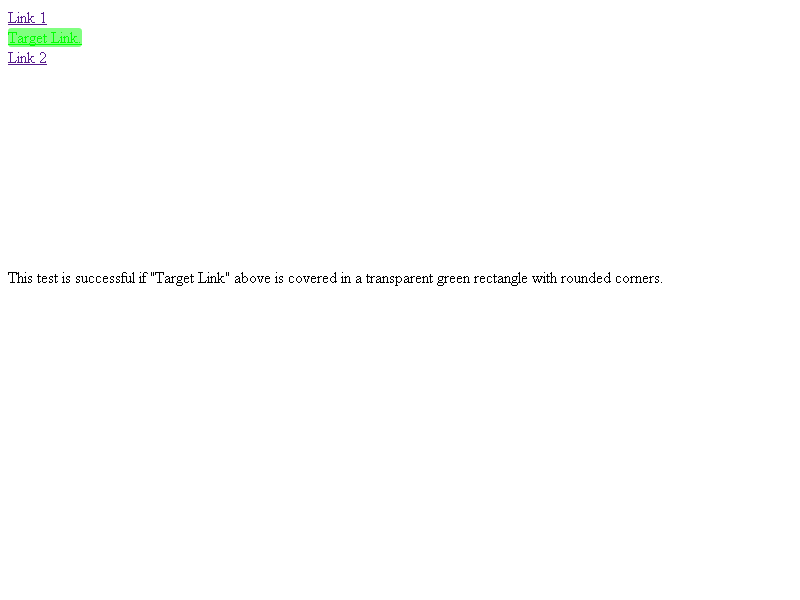 Link 1
Target Link
Link 2
This test is successful if "Target Link" above is covered in a transparent green rectangle with rounded corners.